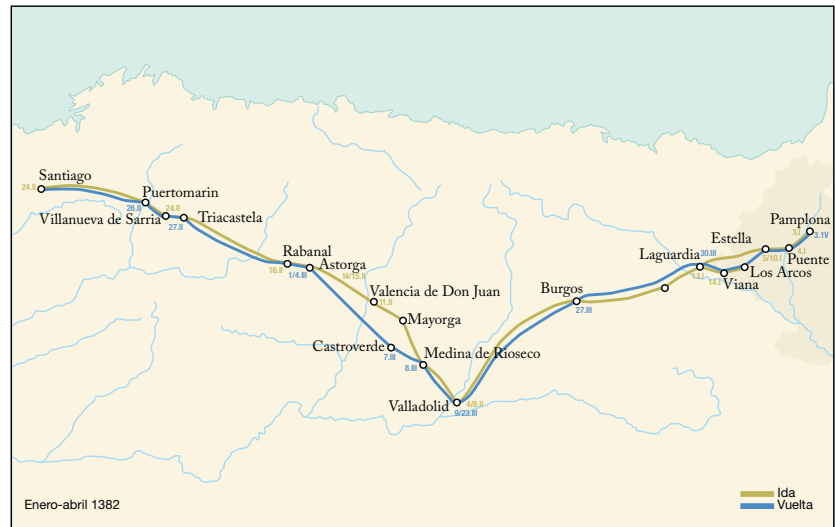 Santiago
24.II
Puertomarin
26.II
24.II
Villanueva de Sarria
27.II
Triacastela
Rabanal
16.II
Astorga
1/4.III
14/15.II
Valencia de Don Juan
11.II
Mayorga
Castroverde
7.III
Medina de Rioseco
8.III
Valladolid
4/8.II
9/23.III
Burgos
27.III
Laguardia
30.III
13.I
Viana
14.I
Los Arcos
Estella
5/10.I
Puente
4.I
Pamplona
3.I
3.1V
Enero-abril 1382
Ida
Vuelta